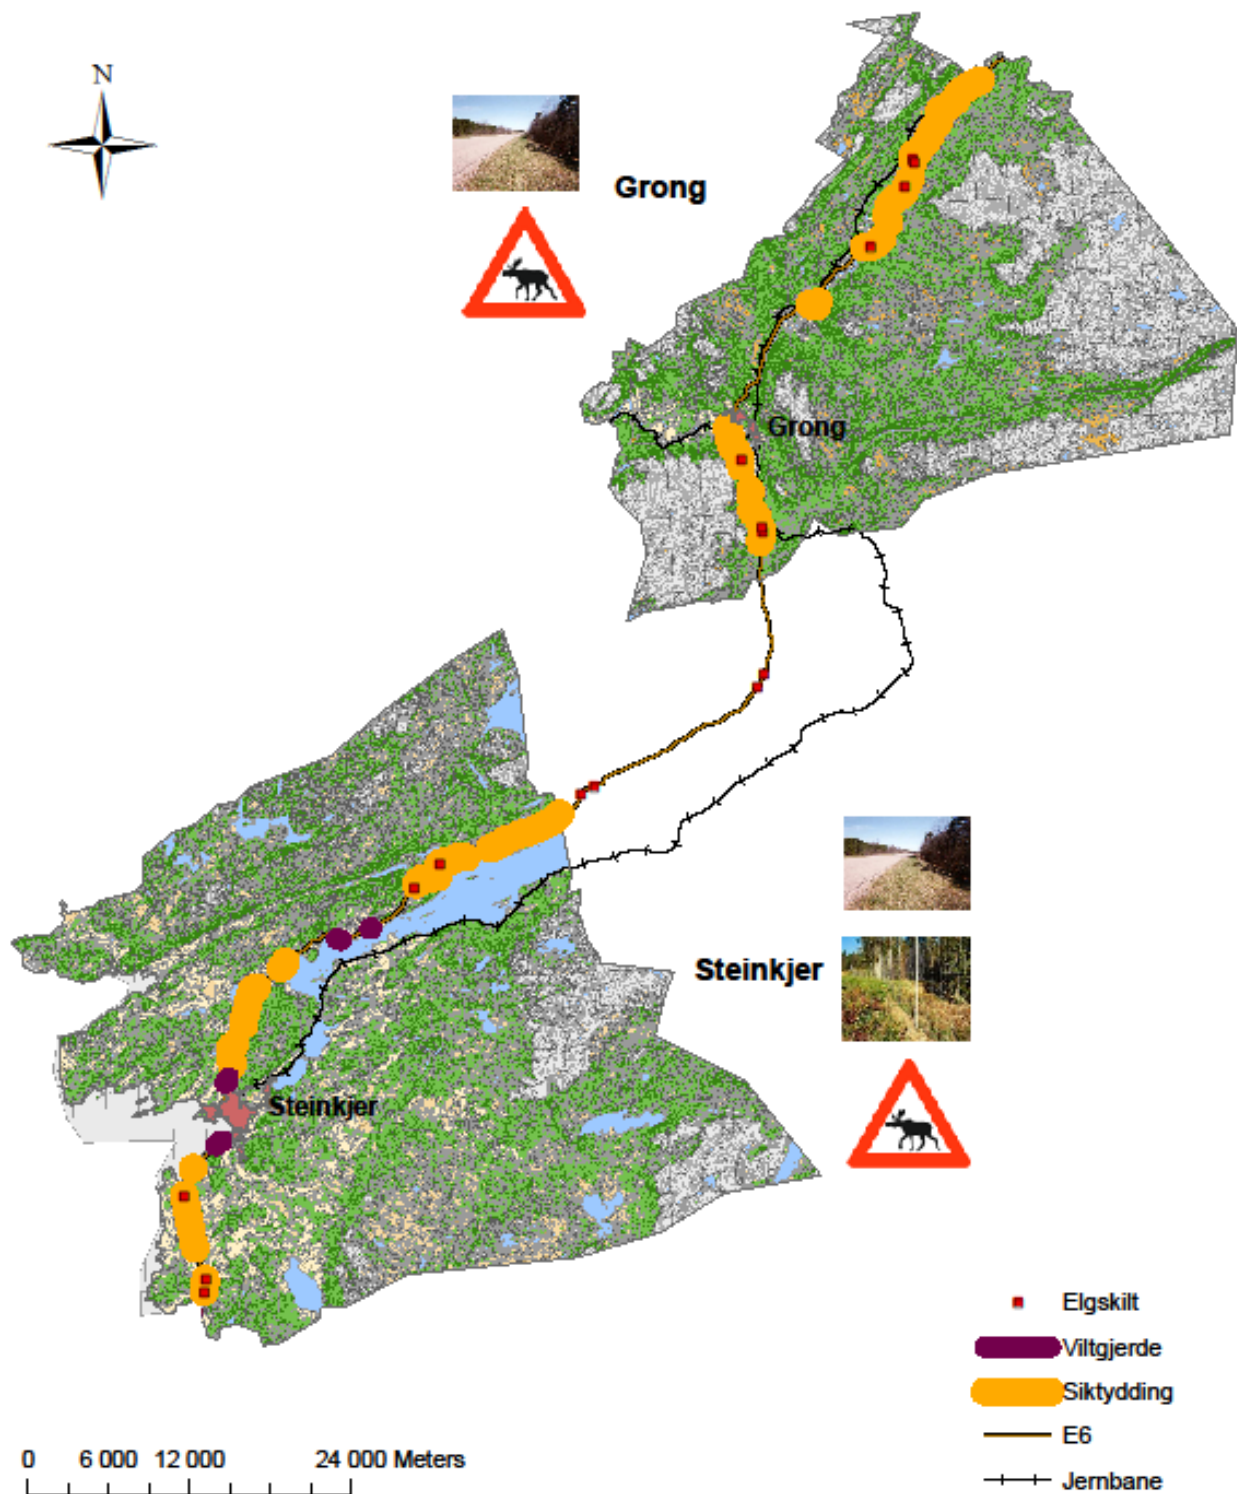 N
Grong
Grong
Steinkjer
Steinkjer
Elgskilt
Viltgjerde
Siktydding
E6
Jernbane
0 6 000 12 000 24 000 Meters